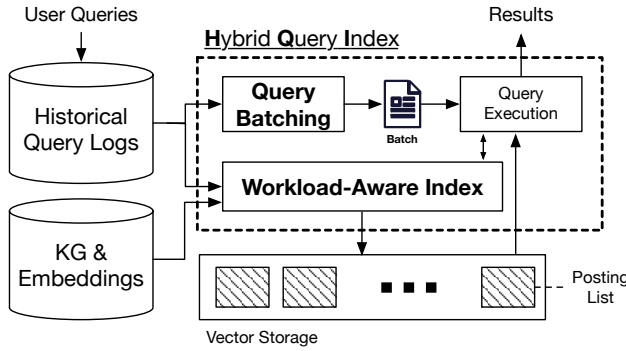 User Queries
Results
Hybrid Query Index
Historical
Query Logs
Query
Batching
Batch
Query
Execution
Workload-Aware Index
KG &
Embeddings
Posting
List
Vector Storage